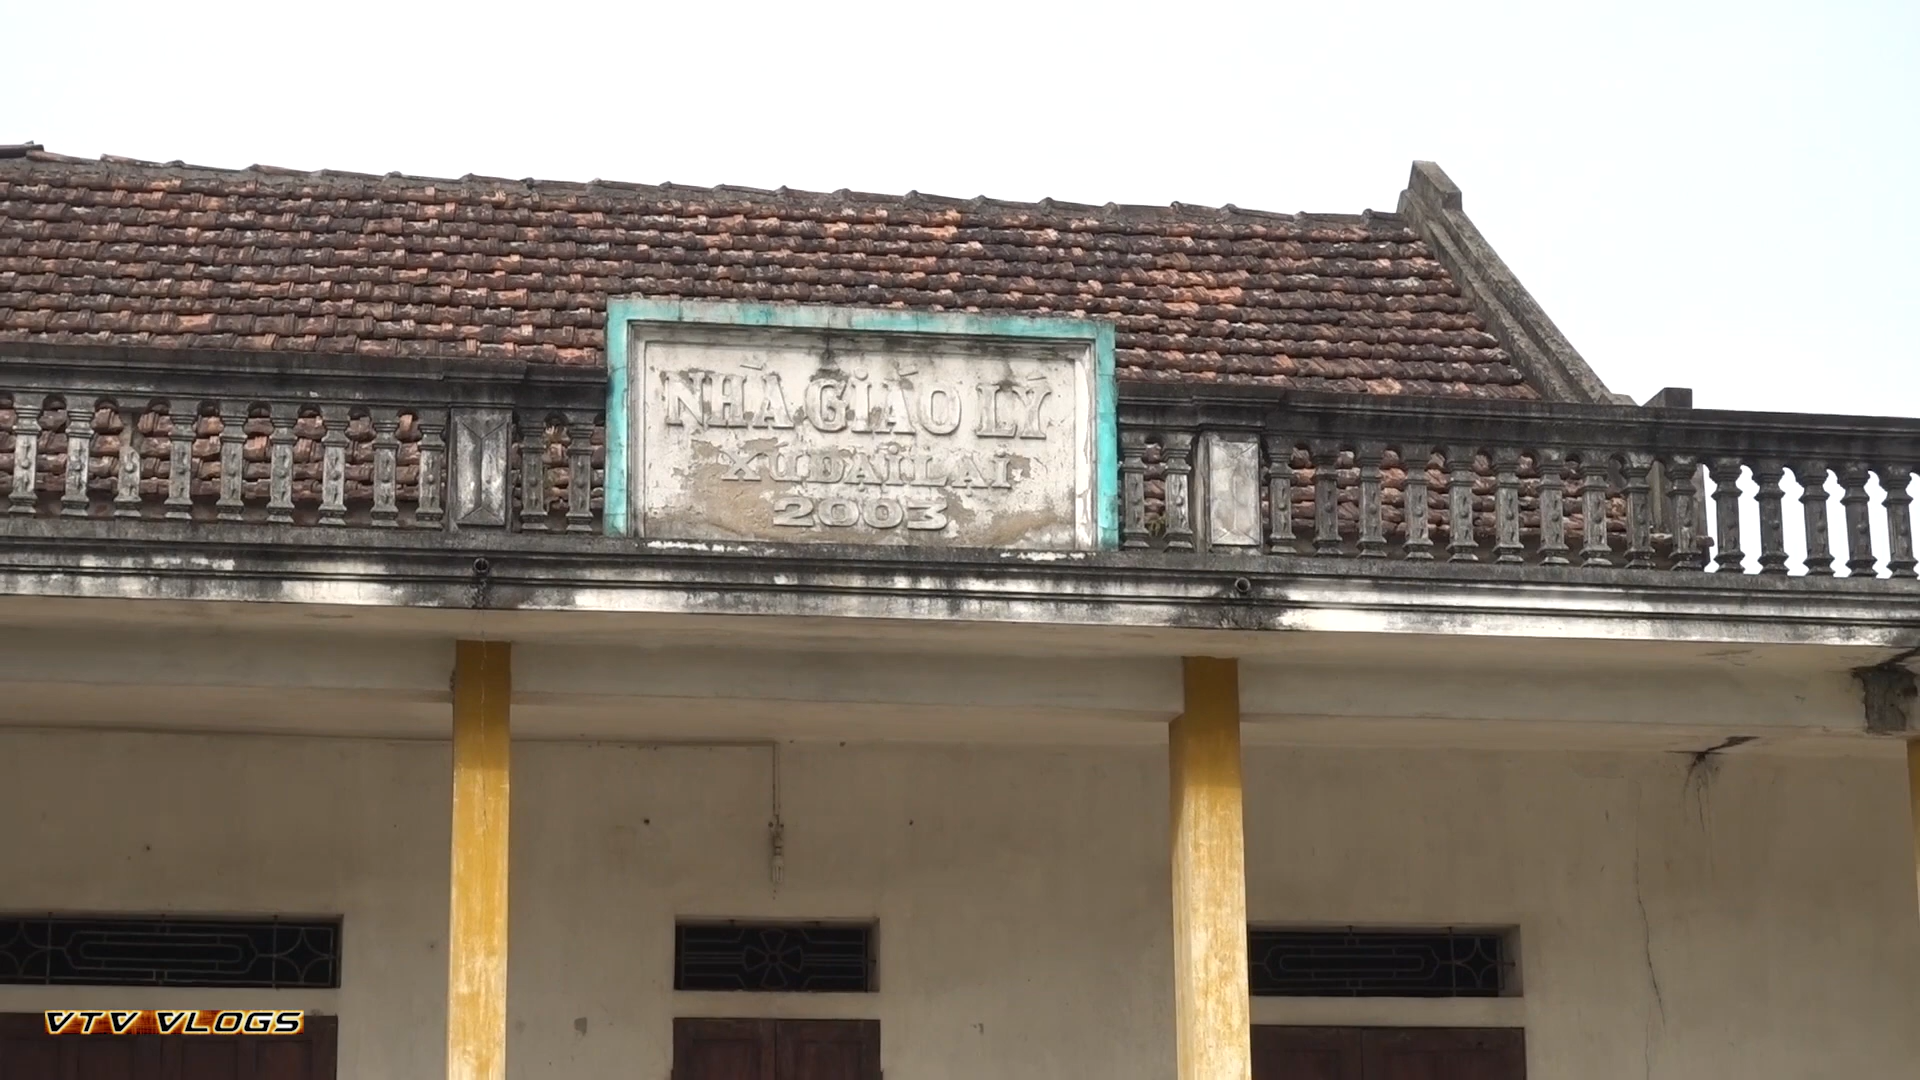 NHÀ GIÁO LÝ
XỨ ĐẠI LẠI
2003
VTV VLOGS